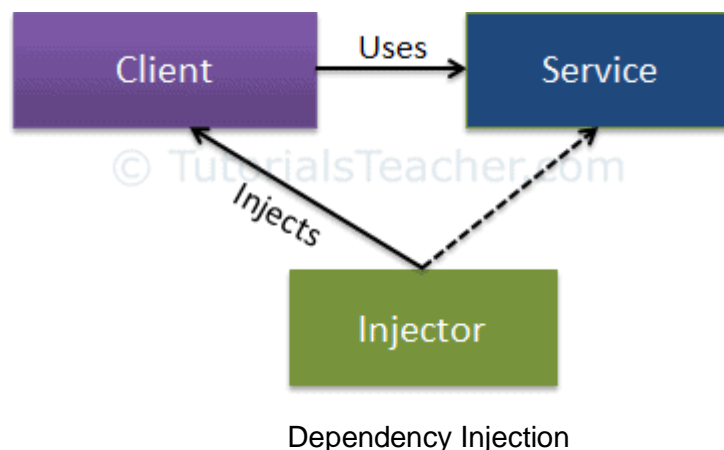 Uses
Client
Service
© TutorialsTeacher.com
Injects
Injector
Dependency Injection